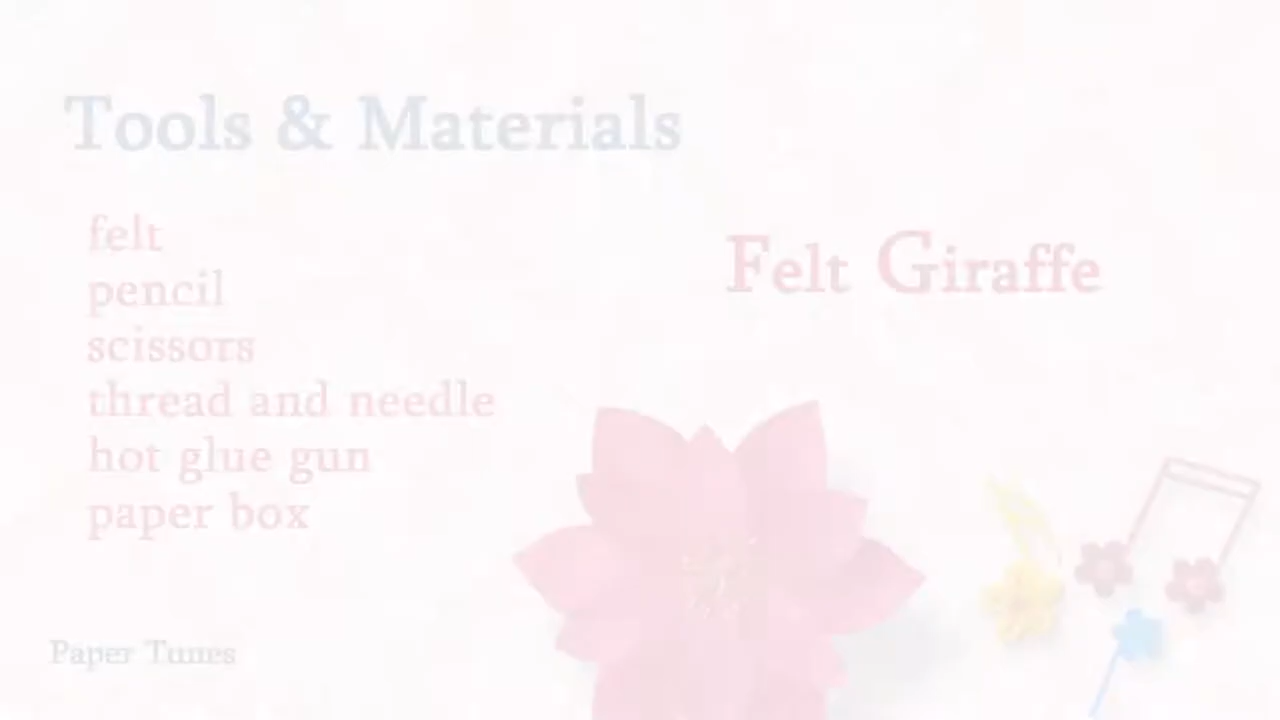 Tools & Materials
felt
pencil
scissors
thread and needle
hot glue gun
paper box
Felt Giraffe
Paper Tunes